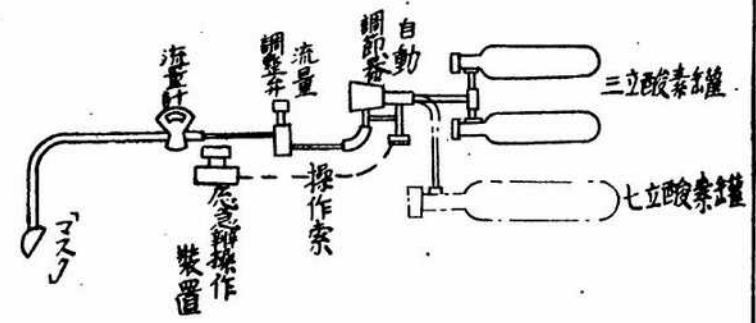 三立酸素罐
七立酸素罐
自動
調節器
流量
調整弁
操作索
流量計
応急弁操作
装置
「マスク」